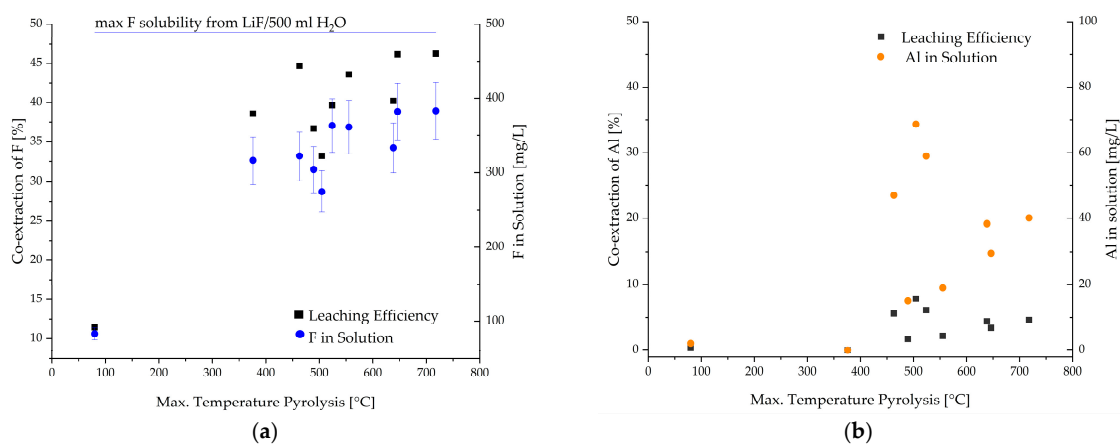 max F solubility from LiF/500 ml H₂O
50
45
40
35
30
25
20
15
10
Co-extraction of F [%]
500
400
300
200
100
F in Solution [mg/L]
Leaching Efficiency
F in Solution
0 100 200 300 400 500 600 700 800
Max. Temperature Pyrolysis [°C]
(a)
50
40
30
20
10
0
Co-extraction of Al [%]
100
80
60
40
20
0
Al in solution [mg/L]
Leaching Efficiency
Al in Solution
0 100 200 300 400 500 600 700 800
Max. Temperature Pyrolysis [°C]
(b)